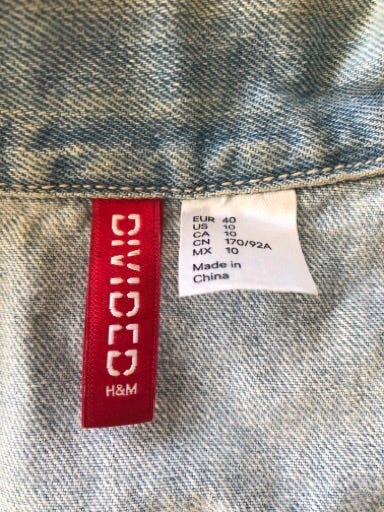 DIVIDED
H&M
EUR 40
US 10
CA 10
CN 170/92A
MX 10
Made in
China